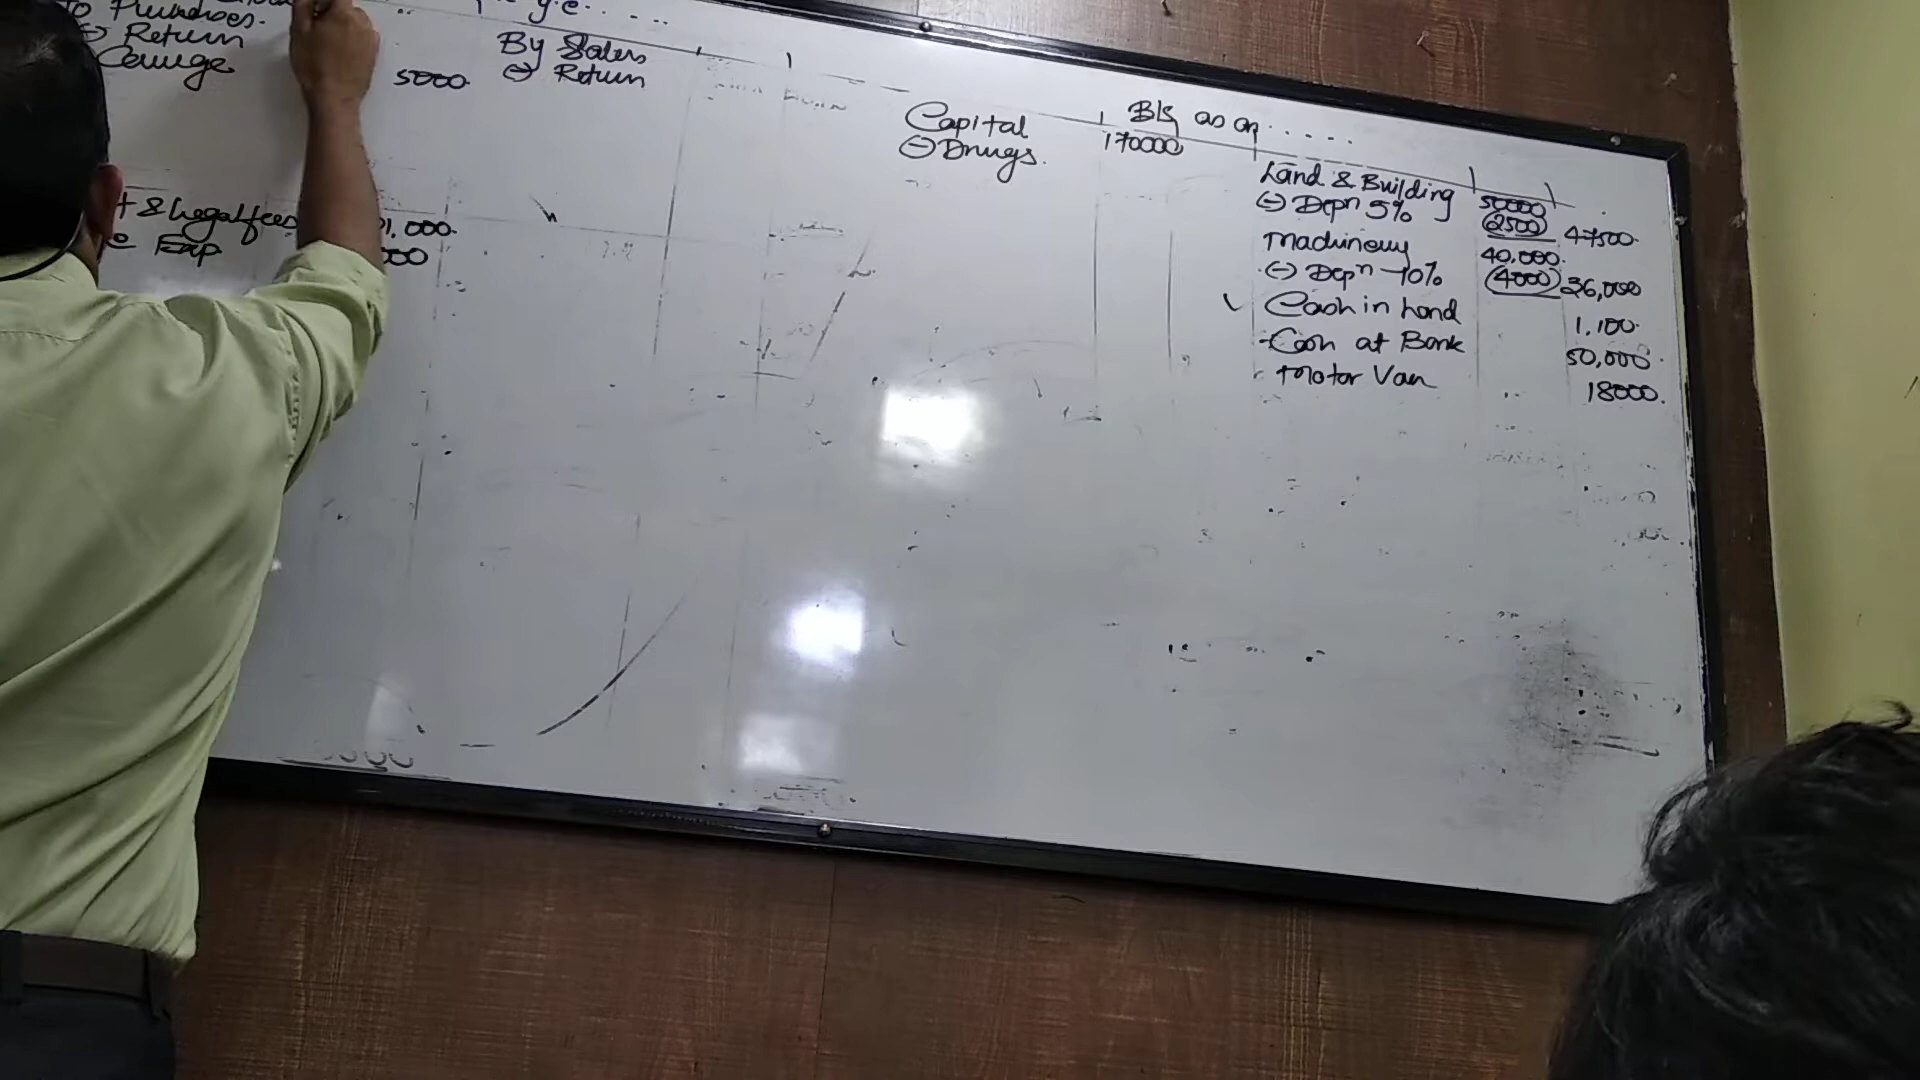 To Purchases.
y.e. . . . .
⊖ Return
By Sales
Carriage
5000.
⊖ Return
& Legal fees
1,000.
Exp
000
B/s as on . . . . .
Capital 170000
⊖ Drugs.
Land & Building 50000
⊖ Depn 5% (2500) 47500.
Machinery 40,000.
⊖ Depn 10% (4000) 36,000
Cash in hand 1,100.
Cash at Bank 50,000.
Motor Van 18000.